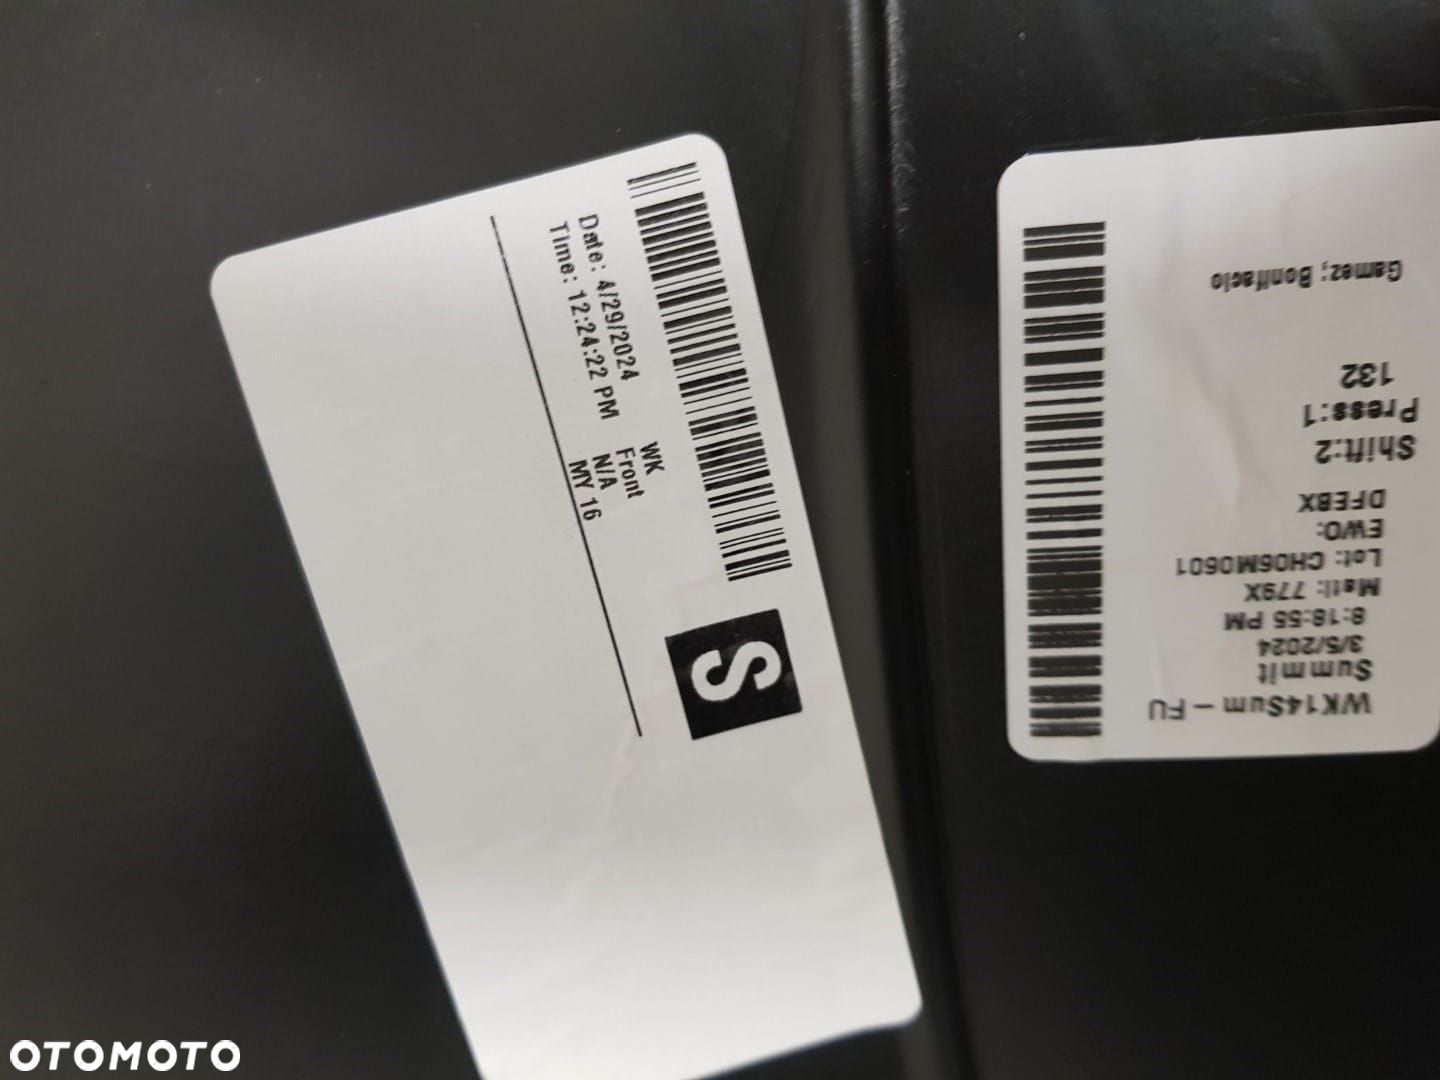 Date: 4/29/2024
Time: 12:24:22 PM
WK
Front
N/A
MY 16
S
WK14Sum - FU
Summit
3/5/2024
8:18:55 PM
Matl: 779X
Lot: CH06M0601
EWO:
DFEBX
Shift:2
Press:1
132
Gamez; Bonifacio
OTOMOTO